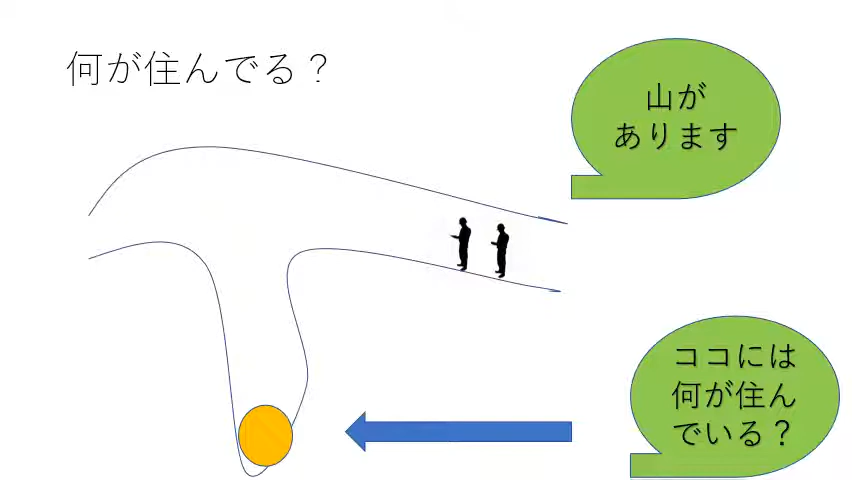 何が住んでる？
山が
あります
ココには
何が住ん
でいる？